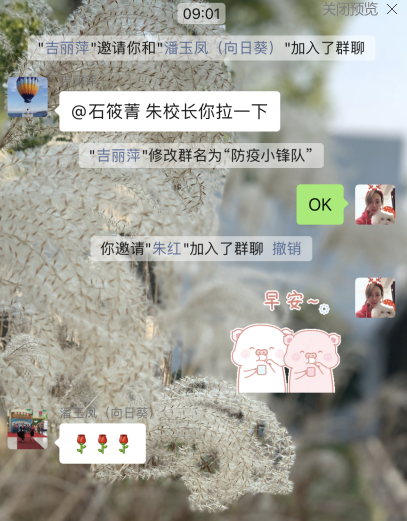 09:01
关闭预览
"吉丽萍"邀请你和"潘玉凤（向日葵）"加入了群聊
@石筱菁 朱校长你拉一下
"吉丽萍"修改群名为“防疫小锋队”
OK
你邀请"朱红"加入了群聊 撤销
早安~
潘玉凤（向日葵）